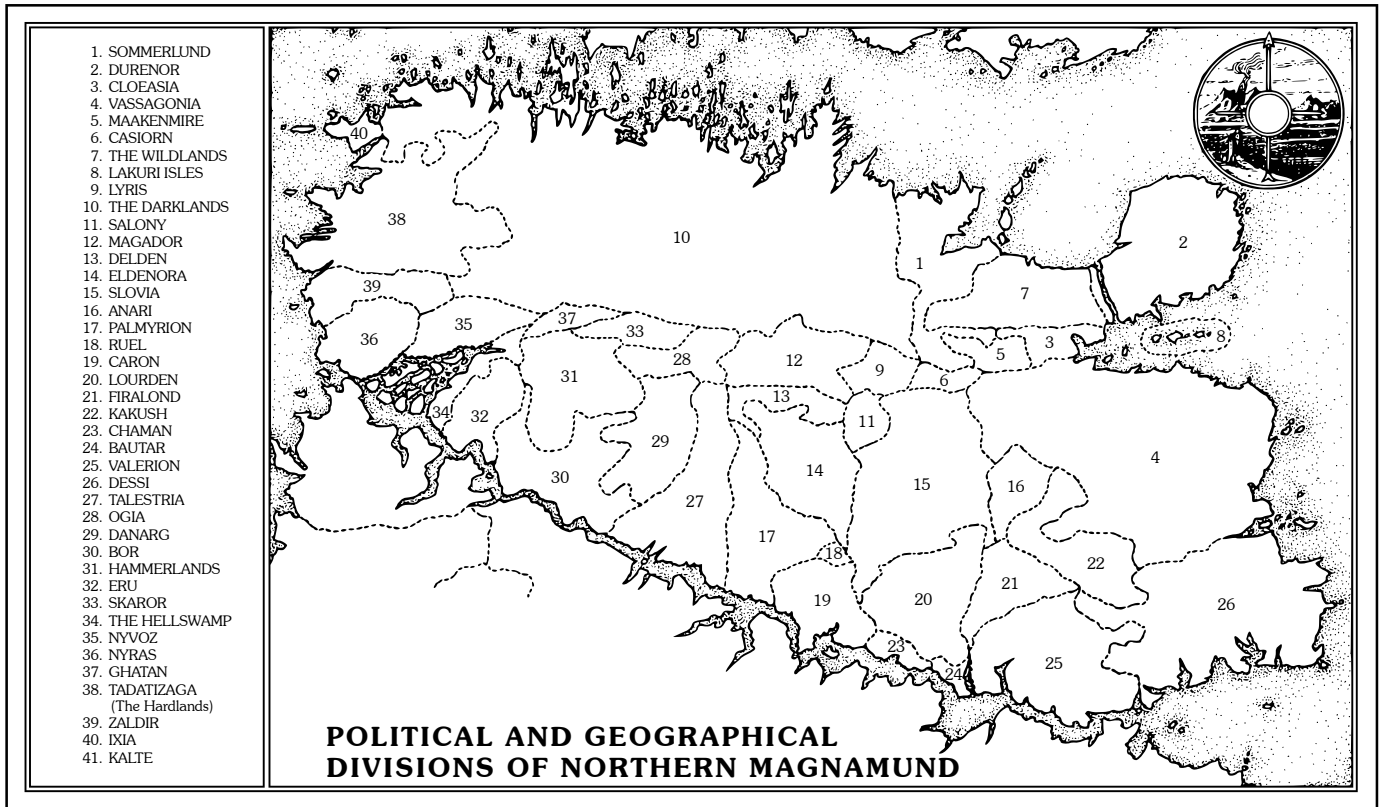 1. SOMMERLUND
2. DURENOR
3. CLOEASIA
4. VASSAGONIA
5. MAAKENMIRE
6. CASIORN
7. THE WILDLANDS
8. LAKURI ISLES
9. LYRIS
10. THE DARKLANDS
11. SALONY
12. MAGADOR
13. DELDEN
14. ELDENORA
15. SLOVIA
16. ANARI
17. PALMYRION
18. RUEL
19. CARON
20. LOURDEN
21. FIRALOND
22. KAKUSH
23. CHAMAN
24. BAUTAR
25. VALERION
26. DESSI
27. TALESTRIA
28. OGIA
29. DANARG
30. BOR
31. HAMMERLANDS
32. ERU
33. SKAROR
34. THE HELLSWAMP
35. NYVOZ
36. NYRAS
37. GHATAN
38. TADATIZAGA
(The Hardlands)
39. ZALDIR
40. IXIA
41. KALTE
40
38
10
1
2
39
7
37
35
33
36
8
3
5
28
12
9
31
6
13
34
32
11
29
4
14
30
15
16
27
17
18
22
21
19
20
26
23
25
24
POLITICAL AND GEOGRAPHICAL
DIVISIONS OF NORTHERN MAGNAMUND